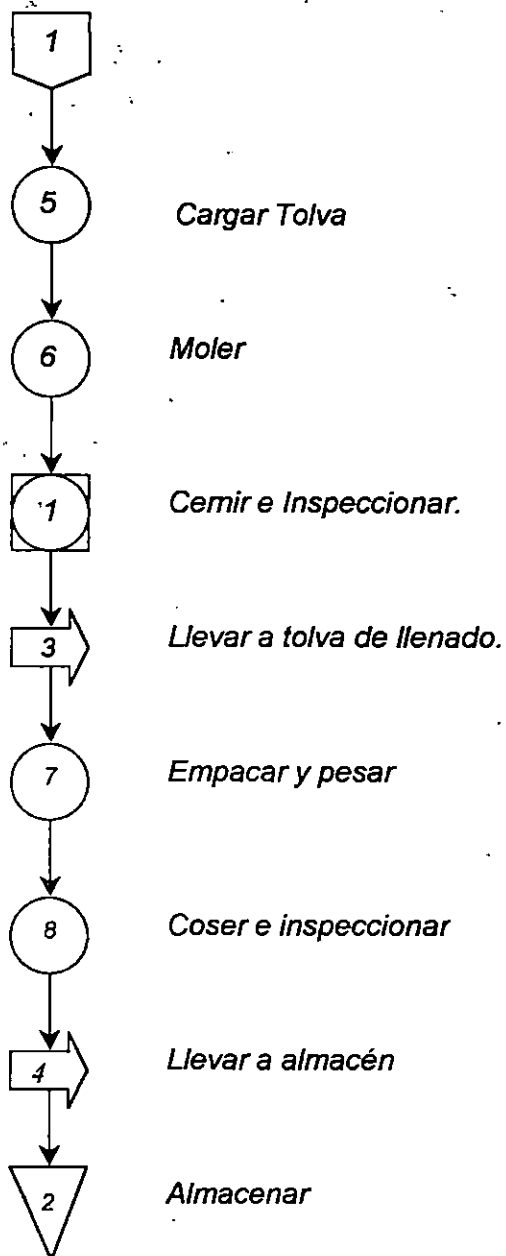 1
5 Cargar Tolva
6 Moler
1 Cernir e Inspeccionar.
3 Llevar a tolva de llenado.
7 Empacar y pesar
8 Coser e inspeccionar
4 Llevar a almacén
2 Almacenar